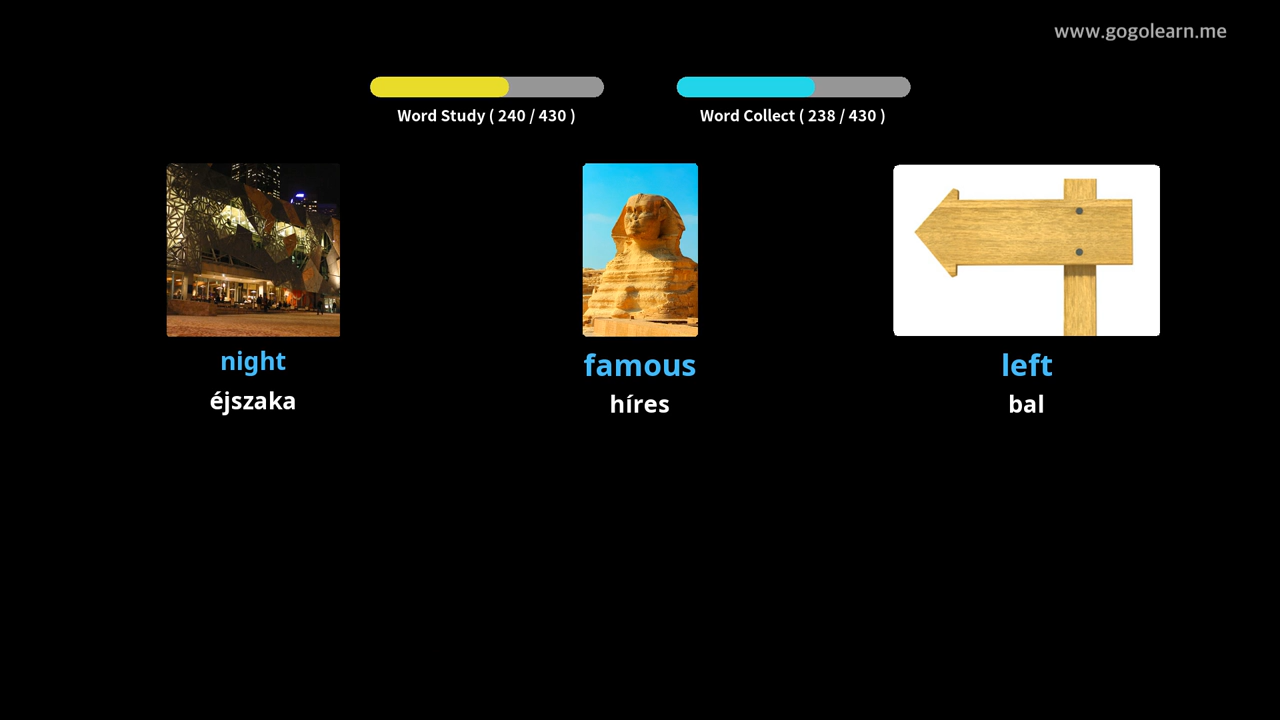 www.gogolearn.me
Word Study ( 240 / 430 )
Word Collect ( 238 / 430 )
night
éjszaka
famous
híres
left
bal